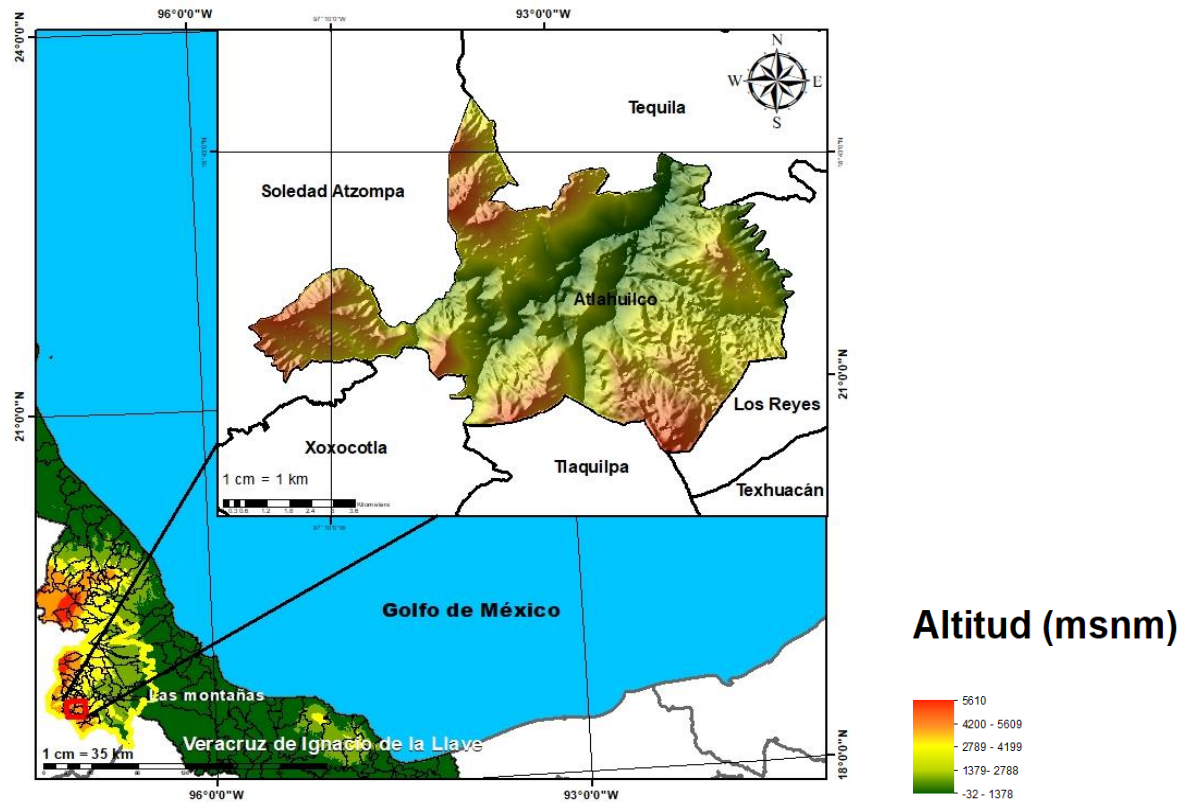 96°0'0"W
93°0'0"W
24°0'0"N
N
W
E
S
Tequila
Soledad Atzompa
Atlahuilco
21°0'0"N
Los Reyes
21°0'0"N
Xoxocotla
Tlaquilpa
Texhuacán
1 cm = 1 km
Kilometers
Golfo de México
Altitud (msnm)
Las montañas
5610
4200 - 5609
2789 - 4199
1379- 2788
-32 - 1378
Veracruz de Ignacio de la Llave
1 cm = 35 km
18°0'0"N
96°0'0"W
93°0'0"W